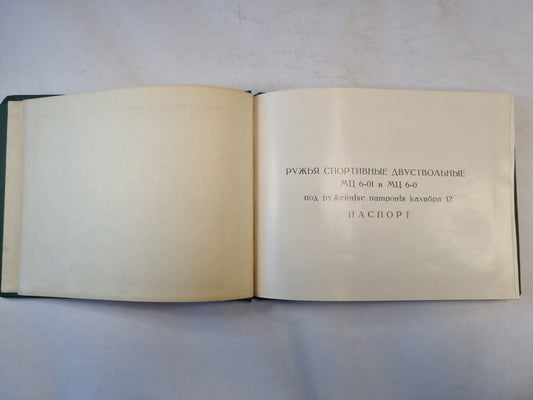 РУЖЬЯ СПОРТИВНЫЕ ДВУСТВОЛЬНЫЕ
МЦ 6-01 и МЦ 6-0
под ружейные патроны калибра 12
ПАСПОРТ